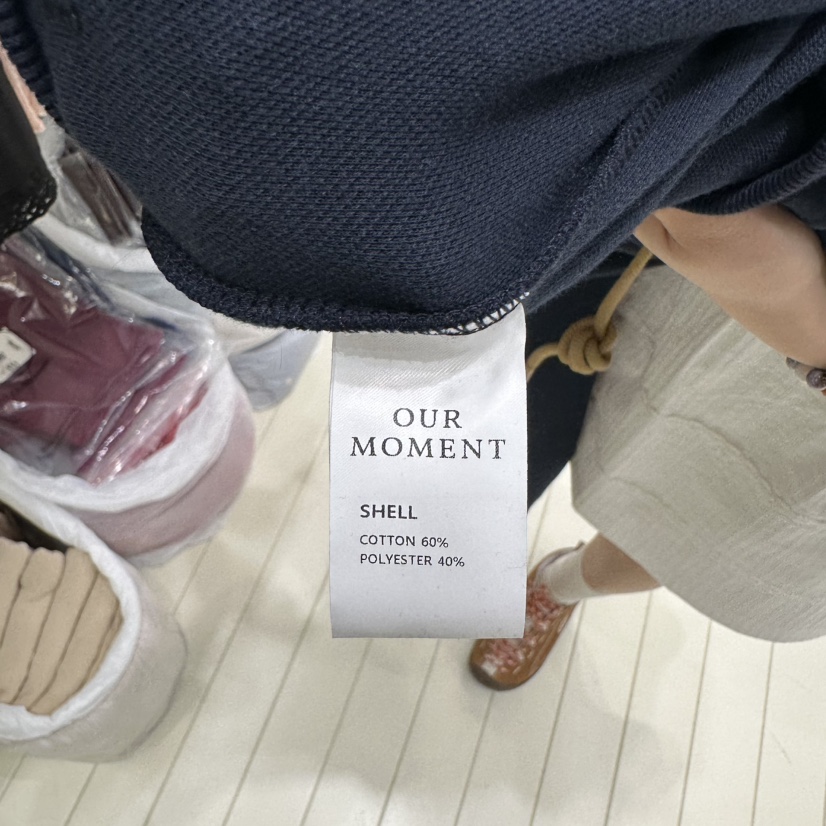 OUR
MOMENT
SHELL
COTTON 60%
POLYESTER 40%